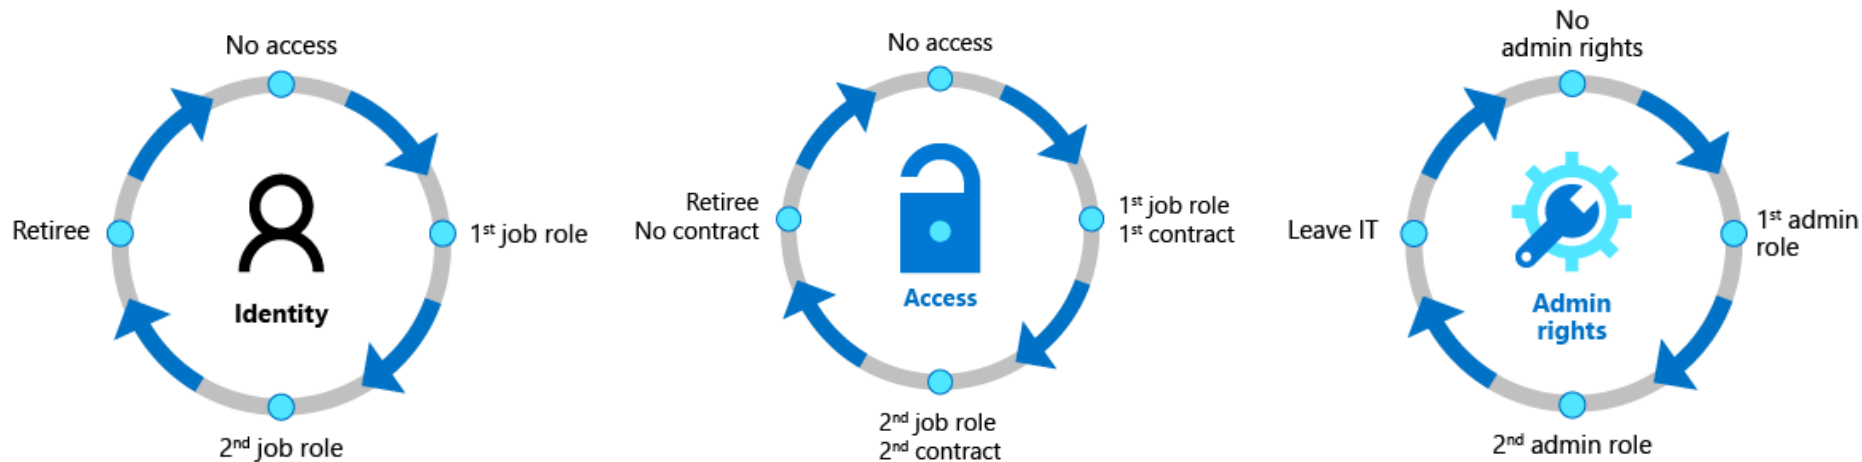 No access
1st job role
2nd job role
Retiree
Identity
No access
1st job role
1st contract
2nd job role
2nd contract
Retiree
No contract
Access
No
admin rights
1st admin
role
2nd admin role
Leave IT
Admin
rights